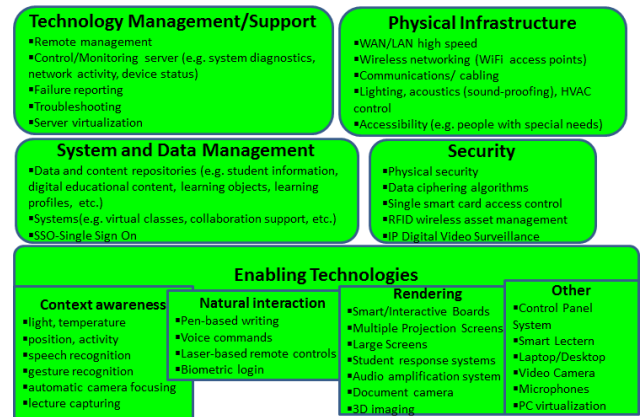 Technology Management/Support
▪Remote management
▪Control/Monitoring server (e.g. system diagnostics,
network activity, device status)
▪Failure reporting
▪Troubleshooting
▪Server virtualization
Physical Infrastructure
▪WAN/LAN high speed
▪Wireless networking (WiFi access points)
▪Communications/ cabling
▪Lighting, acoustics (sound-proofing), HVAC
control
▪Accessibility (e.g. people with special needs)
System and Data Management
▪Data and content repositories (e.g. student information,
digital educational content, learning objects, learning
profiles, etc.)
▪Systems(e.g. virtual classes, collaboration support, etc.)
▪SSO-Single Sign On
Security
▪Physical security
▪Data ciphering algorithms
▪Single smart card access control
▪RFID wireless asset management
▪IP Digital Video Surveillance
Enabling Technologies
Context awareness
▪light, temperature
▪position, activity
▪speech recognition
▪gesture recognition
▪automatic camera focusing
▪lecture capturing
Natural interaction
▪Pen-based writing
▪Voice commands
▪Laser-based remote controls
▪Biometric login
Rendering
▪Smart/Interactive Boards
▪Multiple Projection Screens
▪Large Screens
▪Student response systems
▪Audio amplification system
▪Document camera
▪3D imaging
Other
▪Control Panel
System
▪Smart Lectern
▪Laptop/Desktop
▪Video Camera
▪Microphones
▪PC virtualization